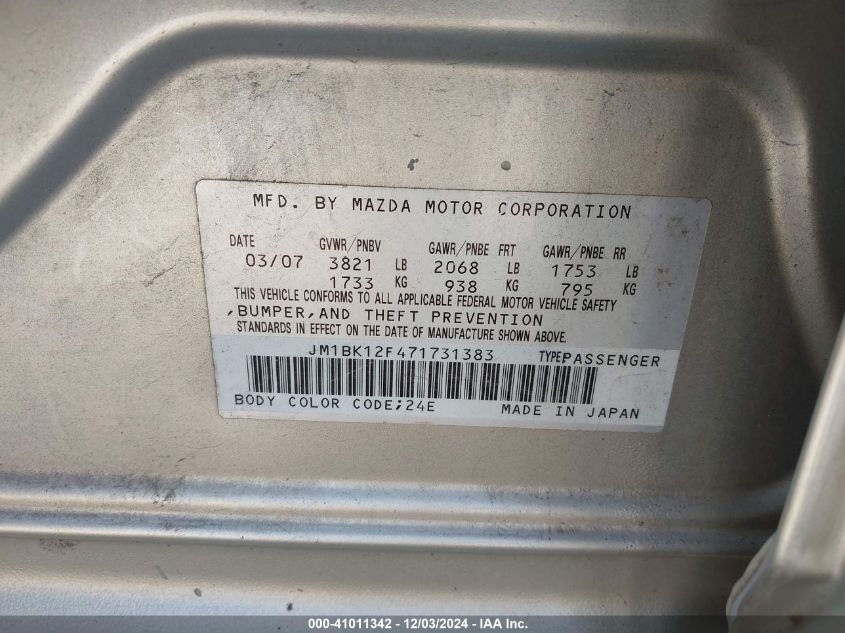 MFD. BY MAZDA MOTOR CORPORATION
DATE GVWR/PNBV GAWR/PNBE FRT GAWR/PNBE RR
03/07 3821 LB 2068 LB 1753 LB
1733 KG 938 KG 795 KG
THIS VEHICLE CONFORMS TO ALL APPLICABLE FEDERAL MOTOR VEHICLE SAFETY
,BUMPER,AND THEFT PREVENTION
STANDARDS IN EFFECT ON THE DATE OF MANUFACTURE SHOWN ABOVE.
JM1BK12F471731383 TYPE:PASSENGER
BODY COLOR CODE;24E MADE IN JAPAN
000-41011342 - 12/03/2024 - IAA Inc.